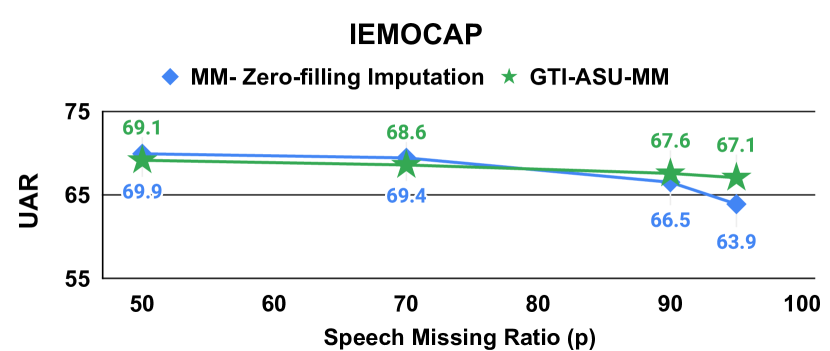 IEMOCAP
MM- Zero-filling Imputation GTI-ASU-MM
75
69.1 68.6 67.6 67.1
65
69.9 69.4 66.5 63.9
55
UAR
50 60 70 80 90 100
Speech Missing Ratio (p)